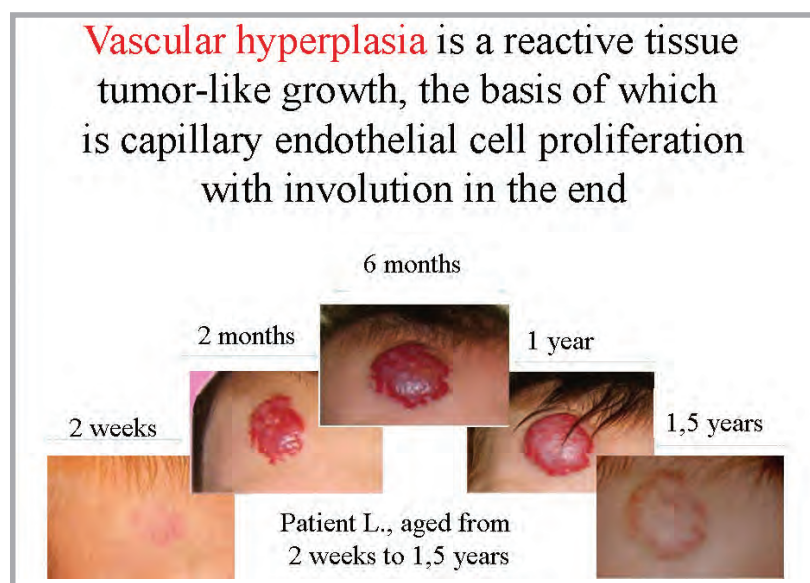 Vascular hyperplasia is a reactive tissue
tumor-like growth, the basis of which
is capillary endothelial cell proliferation
with involution in the end
6 months
2 months
1 year
2 weeks
1,5 years
Patient L., aged from
2 weeks to 1,5 years